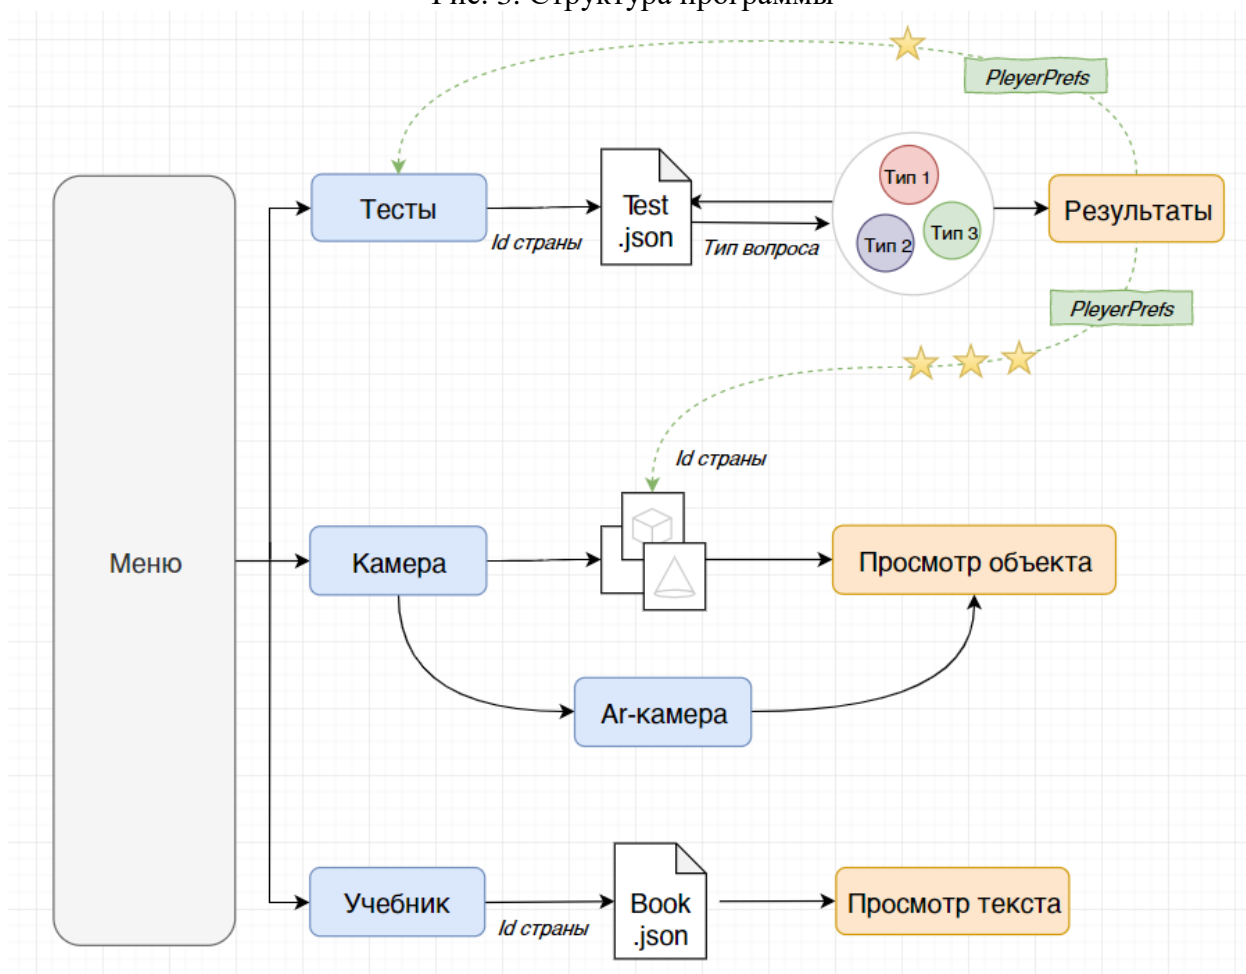 Рис. 3. Структура программы
PleyerPrefs
Тип 1
Тесты
Test
.json
Тип 2
Тип 3
Результаты
Id страны
Тип вопроса
PleyerPrefs
Id страны
Меню
Камера
Просмотр объекта
Ar-камера
Учебник
Book
.json
Просмотр текста
Id страны